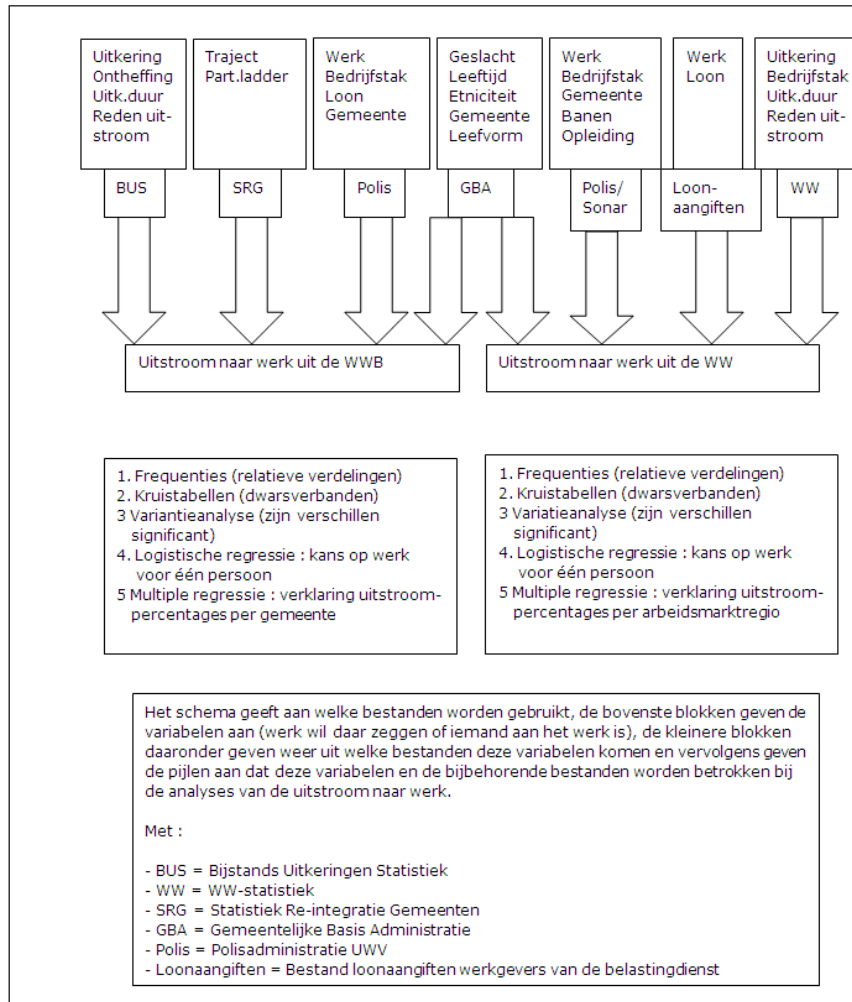 Uitkering
Ontheffing
Uitk.duur
Reden uit-
stroom
Traject
Part.ladder
Werk
Bedrijfstak
Loon
Gemeente
Geslacht
Leeftijd
Etniciteit
Gemeente
Leefvorm
Werk
Bedrijfstak
Gemeente
Banen
Opleiding
Werk
Loon
Uitkering
Bedrijfstak
Uitk.duur
Reden uit-
stroom
BUS
SRG
Polis
GBA
Polis/
Sonar
Loon-
aangiften
WW
Uitstroom naar werk uit de WWB
Uitstroom naar werk uit de WW
1. Frequenties (relatieve verdelingen)
2. Kruistabellen (dwarsverbanden)
3 Variantieanalyse (zijn verschillen
significant)
4. Logistische regressie : kans op werk
voor één persoon
5 Multiple regressie : verklaring uitstroom-
percentages per gemeente
1. Frequenties (relatieve verdelingen)
2. Kruistabellen (dwarsverbanden)
3 Variatieanalyse (zijn verschillen
significant)
4. Logistische regressie : kans op werk
voor één persoon
5 Multiple regressie : verklaring uitstroom-
percentages per arbeidsmarktregio
Het schema geeft aan welke bestanden worden gebruikt, de bovenste blokken geven de
variabelen aan (werk wil daar zeggen of iemand aan het werk is), de kleinere blokken
daaronder geven weer uit welke bestanden deze variabelen komen en vervolgens geven
de pijlen aan dat deze variabelen en de bijbehorende bestanden worden betrokken bij
de analyses van de uitstroom naar werk.
Met :
- BUS = Bijstands Uitkeringen Statistiek
- WW = WW-statistiek
- SRG = Statistiek Re-integratie Gemeenten
- GBA = Gemeentelijke Basis Administratie
- Polis = Polisadministratie UWV
- Loonaangiften = Bestand loonaangiften werkgevers van de belastingdienst